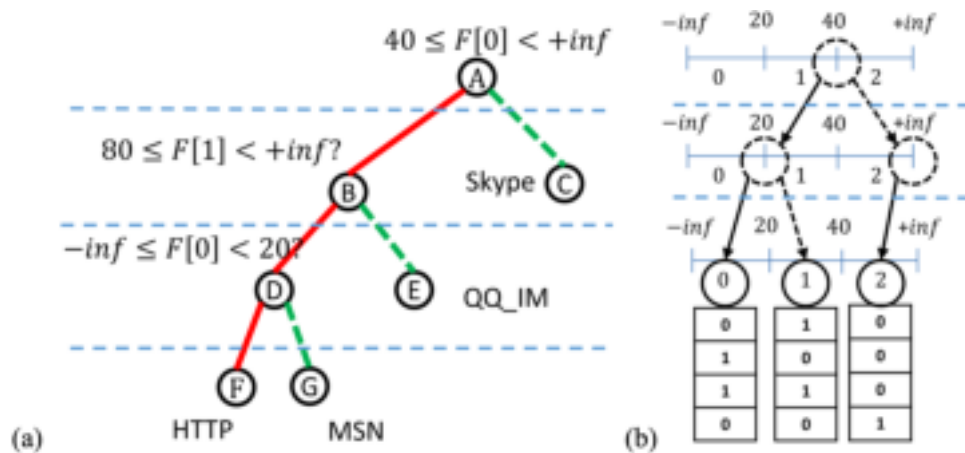 40 ≤ F[0] < +inf
A
80 ≤ F[1] < +inf?
B
Skype
C
−inf ≤ F[0] < 20?
D
E
QQ_IM
F
G
HTTP
MSN
(a)
−inf 20 40 +inf
0 1 2
−inf 20 40 +inf
0 1 2
−inf 20 40 +inf
0 1 2
0 1 0
1 0 0
1 1 0
0 0 1
(b)